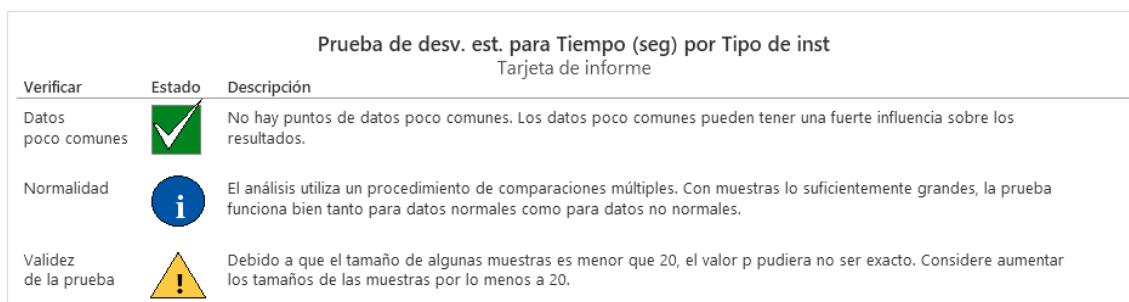 Prueba de desv. est. para Tiempo (seg) por Tipo de inst
Tarjeta de informe
Verificar Estado Descripción
Datos
poco comunes
No hay puntos de datos poco comunes. Los datos poco comunes pueden tener una fuerte influencia sobre los
resultados.
Normalidad
i
El análisis utiliza un procedimiento de comparaciones múltiples. Con muestras lo suficientemente grandes, la prueba
funciona bien tanto para datos normales como para datos no normales.
Validez
de la prueba
!
Debido a que el tamaño de algunas muestras es menor que 20, el valor p pudiera no ser exacto. Considere aumentar
los tamaños de las muestras por lo menos a 20.